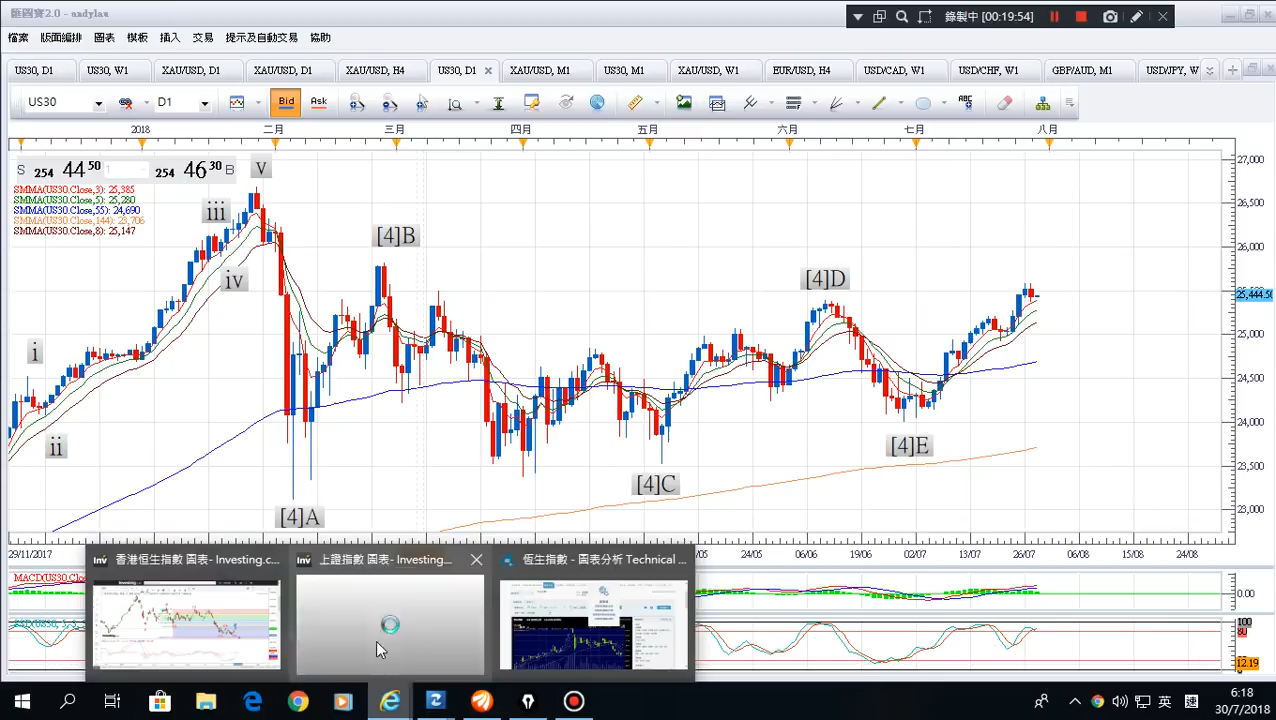 匯圖寶2.0 - andylau
錄製中 [00:19:54]
檔案 版面編排 圖表 模板 插入 交易 提示及自動交易 協助
US30, D1 US30, W1 XAU/USD, D1 XAU/USD, D1 XAU/USD, H4 US30, D1 XAU/USD, M1 US30, M1 XAU/USD, W1 EUR/USD, H4 USD/CAD, W1 USD/CHF, W1 GBP/AUD, M1 USD/JPY, W
US30 D1 Bid Ask ABC
2018 二月 三月 四月 五月 六月 七月 八月
S 254 44 50 1 254 46 30 B
SMMA(US30.Close,3): 25,385
SMMA(US30.Close,5): 25,280
SMMA(US30.Close,55): 24,690
SMMA(US30.Close,144): 23,706
SMMA(US30.Close,8): 25,147
v
iii
[4]B
iv
[4]D
i
ii
[4]E
[4]C
[4]A
27,000
26,500
26,000
25,444.50
25,000
24,500
24,000
23,500
23,000
29/11/2017 24/05 06/06 19/06 02/07 13/07 26/07 06/08 15/08 24/08
香港恒生指數 圖表 - Investing.c...
上證指數 圖表 - Investing....
恆生指數 - 圖表分析 Technical ...
MACD(US30.Clos
0.00
100
80
12.19
0
英
6:18
30/7/2018